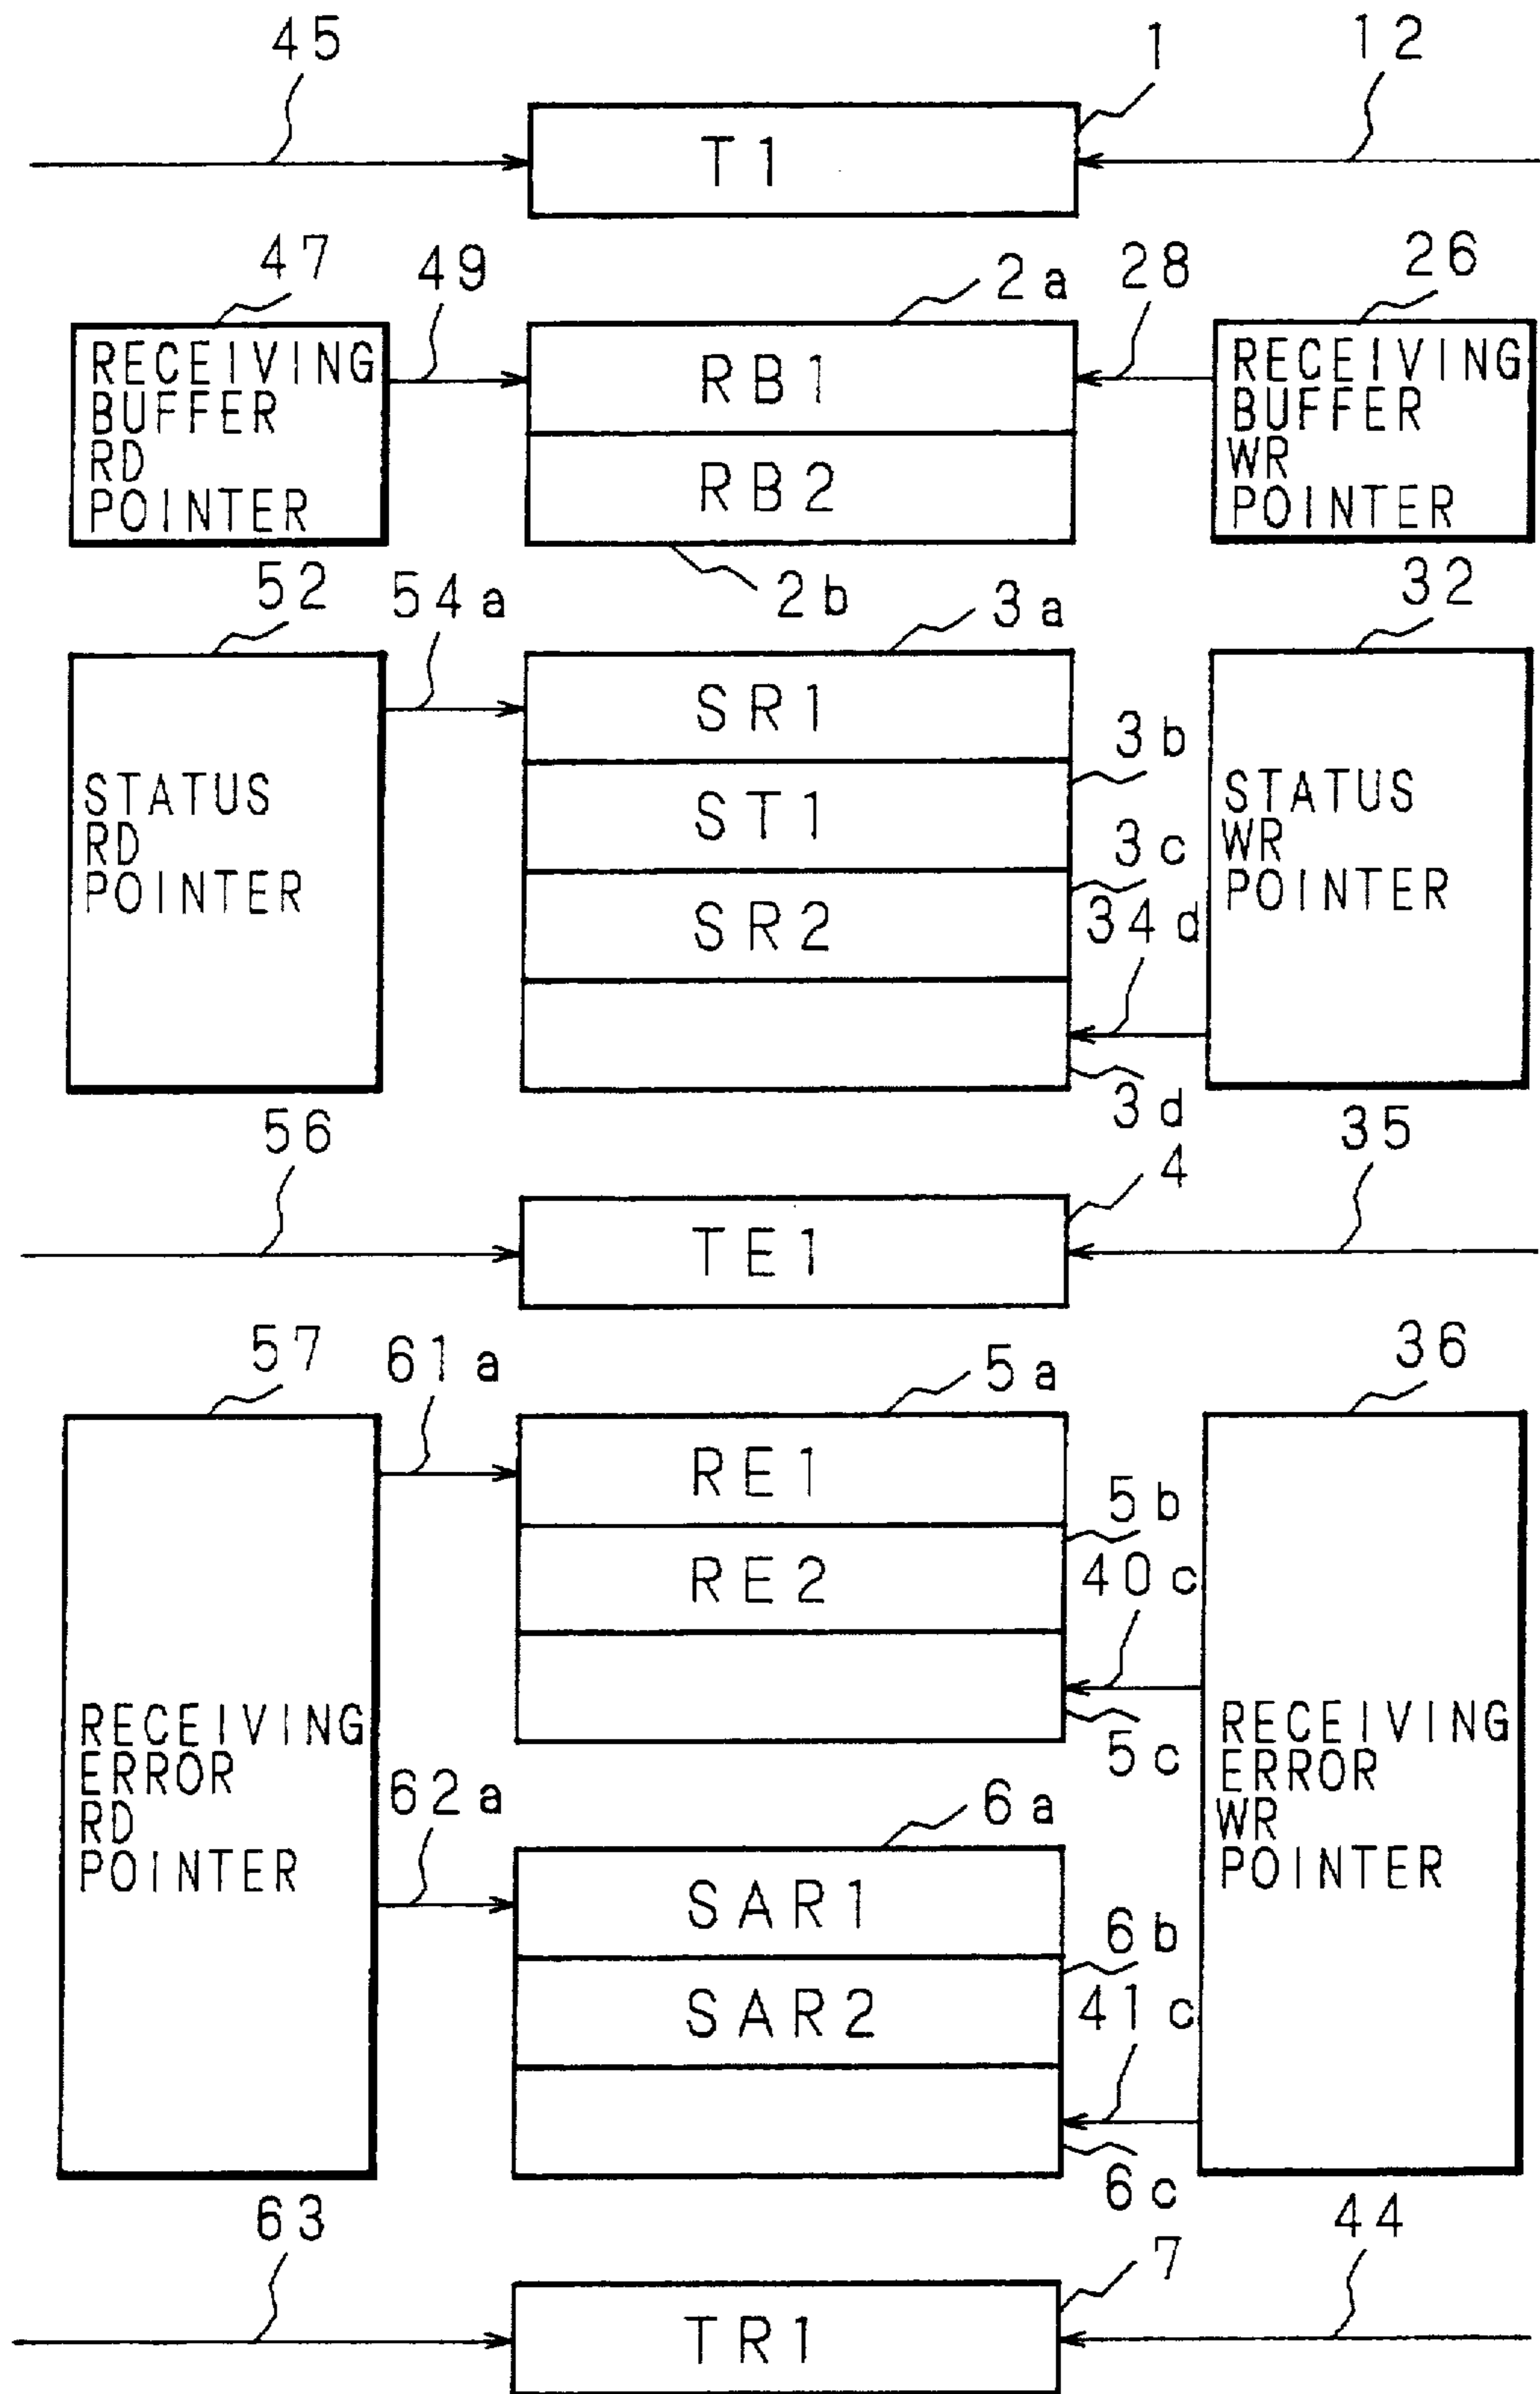 45
1
12
T1
47
49
2a
28
26
RECEIVING
BUFFER
RD
POINTER
RB1
RB2
RECEIVING
BUFFER
WR
POINTER
52
54a
2b
3a
32
STATUS
RD
POINTER
SR1
3b
ST1
3c
SR2
34d
3d
STATUS
WR
POINTER
56
4
35
TE1
57
61a
5a
36
RE1
5b
RE2
40c
5c
RECEIVING
ERROR
RD
POINTER
RECEIVING
ERROR
WR
POINTER
62a
6a
SAR1
6b
SAR2
41c
6c
63
7
44
TR1